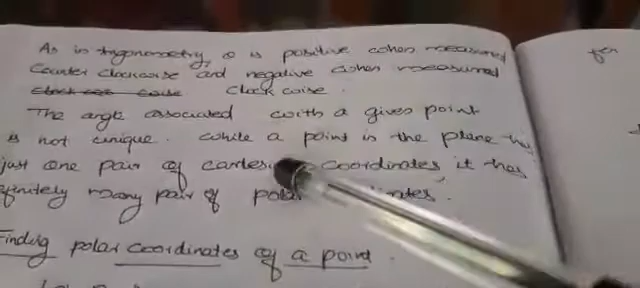 As in trigonometry, θ is positive when measured
Counter clockwise and negative when measured
clock wise.
The angle associated with a given point
is not unique. While a point in the plane has
just one pair of cartesian coordinates, it has
infinitely many pair of polar
Finding polar coordinates of a point.